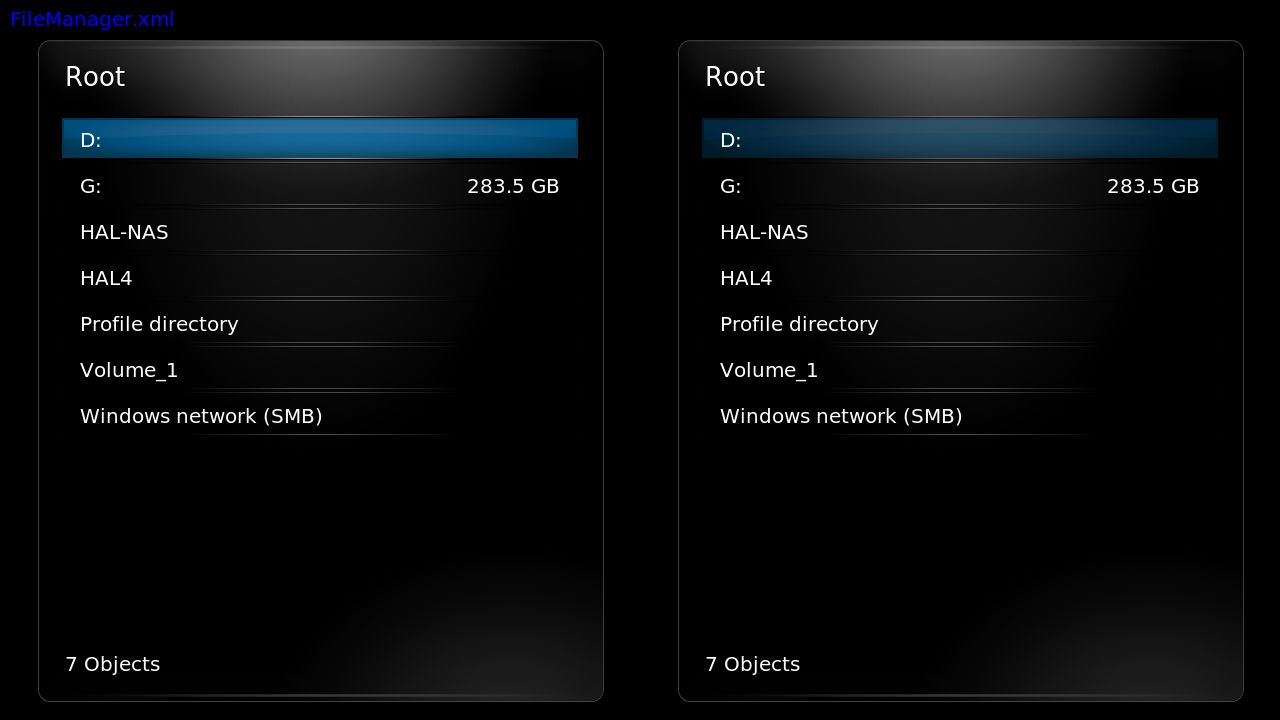 FileManager.xml
Root
D:
G: 283.5 GB
HAL-NAS
HAL4
Profile directory
Volume_1
Windows network (SMB)
7 Objects
Root
D:
G: 283.5 GB
HAL-NAS
HAL4
Profile directory
Volume_1
Windows network (SMB)
7 Objects